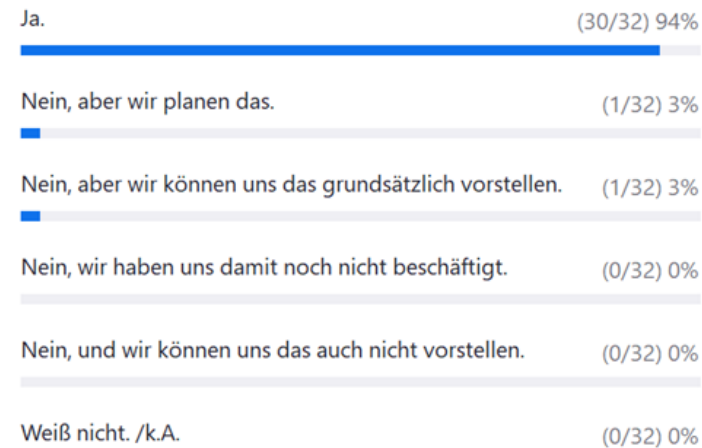 Ja. (30/32) 94%
Nein, aber wir planen das. (1/32) 3%
Nein, aber wir können uns das grundsätzlich vorstellen. (1/32) 3%
Nein, wir haben uns damit noch nicht beschäftigt. (0/32) 0%
Nein, und wir können uns das auch nicht vorstellen. (0/32) 0%
Weiß nicht. /k.A. (0/32) 0%